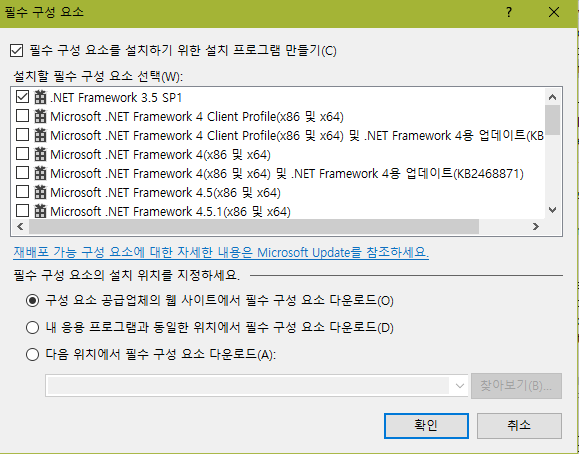 필수 구성 요소
?
필수 구성 요소를 설치하기 위한 설치 프로그램 만들기(C)
설치할 필수 구성 요소 선택(W):
.NET Framework 3.5 SP1
Microsoft .NET Framework 4 Client Profile(x86 및 x64)
Microsoft .NET Framework 4 Client Profile(x86 및 x64) 및 .NET Framework 4용 업데이트(KB
Microsoft .NET Framework 4(x86 및 x64)
Microsoft .NET Framework 4(x86 및 x64) 및 .NET Framework 4용 업데이트(KB2468871)
Microsoft .NET Framework 4.5(x86 및 x64)
Microsoft .NET Framework 4.5.1(x86 및 x64)
재배포 가능 구성 요소에 대한 자세한 내용은 Microsoft Update를 참조하세요.
필수 구성 요소의 설치 위치를 지정하세요.
구성 요소 공급업체의 웹 사이트에서 필수 구성 요소 다운로드(O)
내 응용 프로그램과 동일한 위치에서 필수 구성 요소 다운로드(D)
다음 위치에서 필수 구성 요소 다운로드(A):
찾아보기(B)...
확인
취소